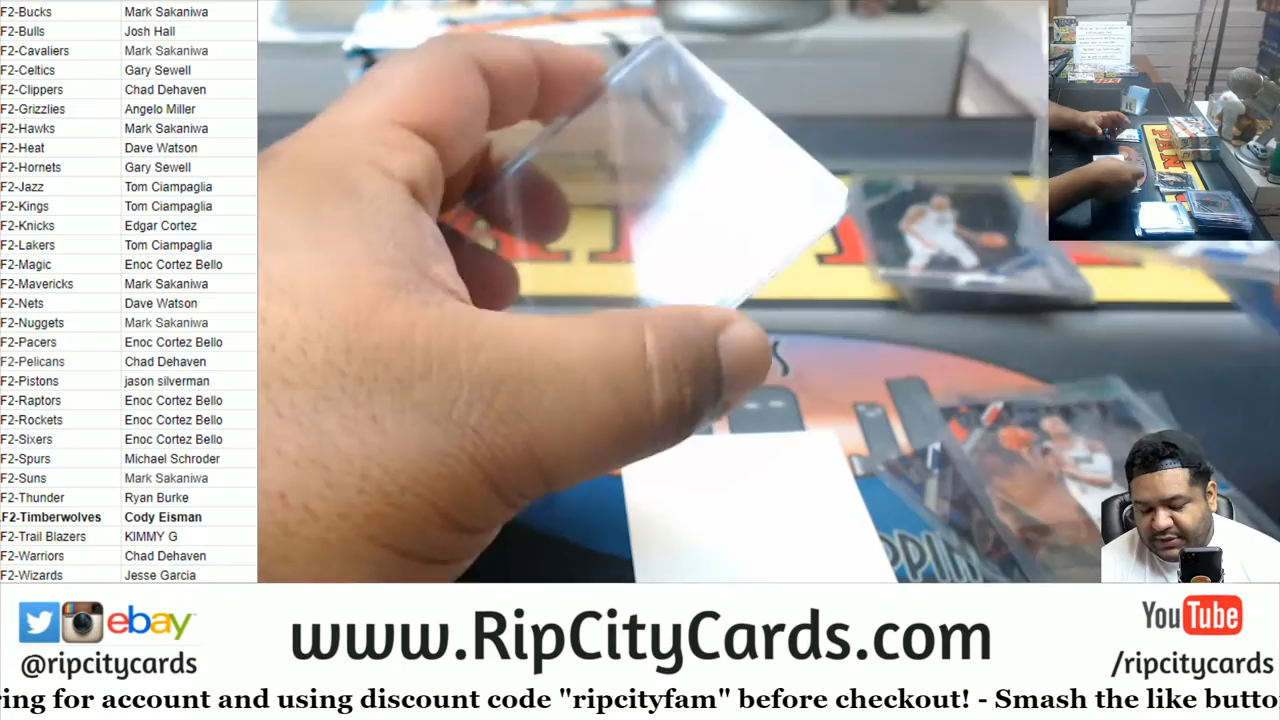 F2-Bucks Mark Sakaniwa
F2-Bulls Josh Hall
F2-Cavaliers Mark Sakaniwa
F2-Celtics Gary Sewell
F2-Clippers Chad Dehaven
F2-Grizzlies Angelo Miller
F2-Hawks Mark Sakaniwa
F2-Heat Dave Watson
F2-Hornets Gary Sewell
F2-Jazz Tom Ciampaglia
F2-Kings Tom Ciampaglia
F2-Knicks Edgar Cortez
F2-Lakers Tom Ciampaglia
F2-Magic Enoc Cortez Bello
F2-Mavericks Mark Sakaniwa
F2-Nets Dave Watson
F2-Nuggets Mark Sakaniwa
F2-Pacers Enoc Cortez Bello
F2-Pelicans Chad Dehaven
F2-Pistons jason silverman
F2-Raptors Enoc Cortez Bello
F2-Rockets Enoc Cortez Bello
F2-Sixers Enoc Cortez Bello
F2-Spurs Michael Schroder
F2-Suns Mark Sakaniwa
F2-Thunder Ryan Burke
F2-Timberwolves Cody Eisman
F2-Trail Blazers KIMMY G
F2-Warriors Chad Dehaven
F2-Wizards Jesse Garcia
PAN
PPIN
ebay
@ripcitycards
www.RipCityCards.com
YouTube
/ripcitycards
ring for account and using discount code "ripcityfam" before checkout! - Smash the like butto